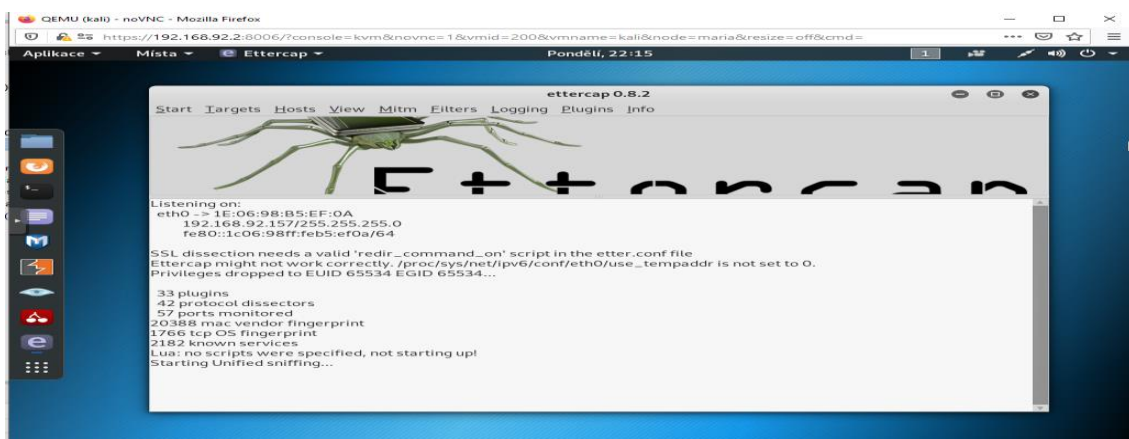 QEMU (kali) - noVNC - Mozilla Firefox
https://192.168.92.2:8006/?console=kvm&novnc=1&vmid=200&vmname=kali&node=maria&resize=off&cmd=
Aplikace Místa Ettercap Pondělí, 22:15 1
ettercap 0.8.2
Start Targets Hosts View Mitm Filters Logging Plugins Info
Ettercap
Listening on:
eth0 -> 1E:06:98:B5:EF:0A
192.168.92.157/255.255.255.0
fe80::1c06:98ff:feb5:ef0a/64
SSL dissection needs a valid 'redir_command_on' script in the etter.conf file
Ettercap might not work correctly. /proc/sys/net/ipv6/conf/eth0/use_tempaddr is not set to 0.
Privileges dropped to EUID 65534 EGID 65534...
33 plugins
42 protocol dissectors
57 ports monitored
20388 mac vendor fingerprint
1766 tcp OS fingerprint
2182 known services
Lua: no scripts were specified, not starting up!
Starting Unified sniffing...